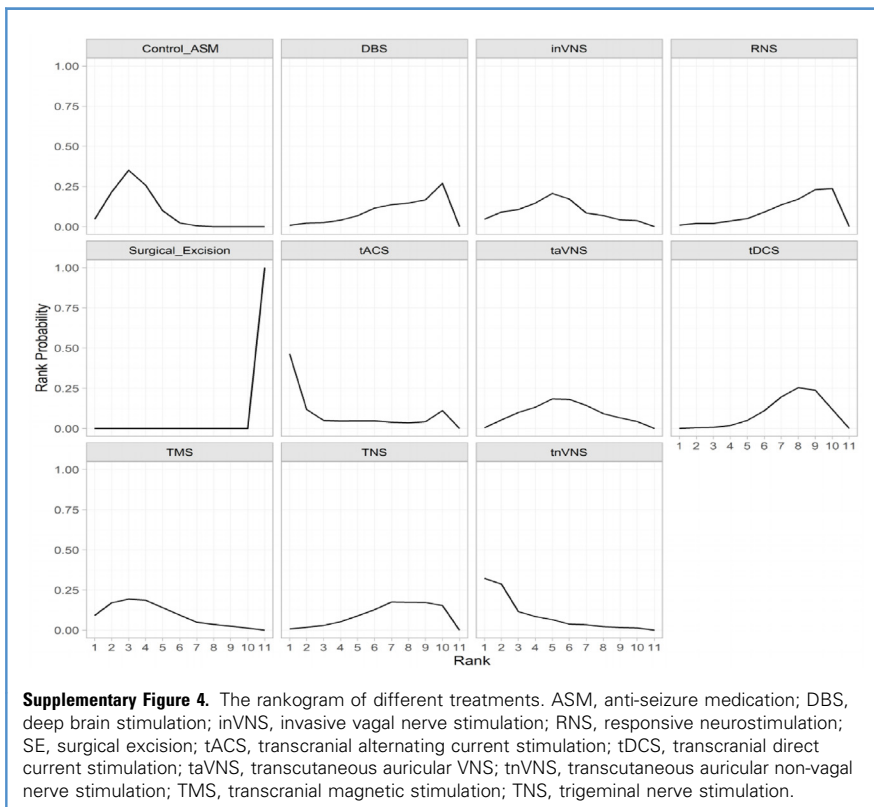 Control_ASM DBS inVNS RNS
1.00
0.75
0.50
0.25
0.00
Surgical_Excision tACS taVNS tDCS
1.00
0.75
0.50
0.25
0.00
1 2 3 4 5 6 7 8 9 10 11
TMS TNS tnVNS
1.00
0.75
0.50
0.25
0.00
1 2 3 4 5 6 7 8 9 10 11 1 2 3 4 5 6 7 8 9 10 11 1 2 3 4 5 6 7 8 9 10 11
Rank Probability
Rank
Supplementary Figure 4. The rankogram of different treatments. ASM, anti-seizure medication; DBS,
deep brain stimulation; inVNS, invasive vagal nerve stimulation; RNS, responsive neurostimulation;
SE, surgical excision; tACS, transcranial alternating current stimulation; tDCS, transcranial direct
current stimulation; taVNS, transcutaneous auricular VNS; tnVNS, transcutaneous auricular non-vagal
nerve stimulation; TMS, transcranial magnetic stimulation; TNS, trigeminal nerve stimulation.